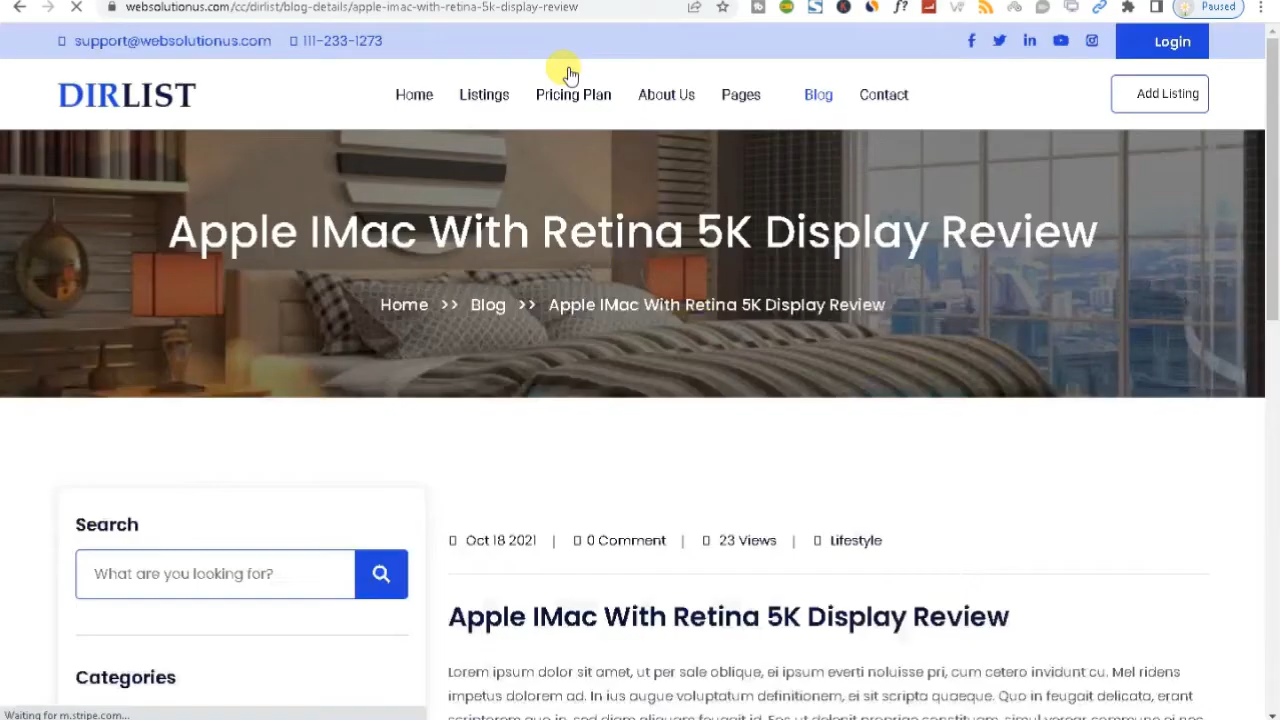 websolutionus.com/cc/dirlist/blog-details/apple-imac-with-retina-5k-display-review
Paused
support@websolutionus.com 111-233-1273
Login
DIRLIST
Home Listings Pricing Plan About Us Pages Blog Contact
Add Listing
Apple IMac With Retina 5K Display Review
Home >> Blog >> Apple IMac With Retina 5K Display Review
Search
What are you looking for?
Categories
Oct 18 2021 | 0 Comment | 23 Views | Lifestyle
Apple IMac With Retina 5K Display Review
Lorem ipsum dolor sit amet, ut per sale oblique, ei ipsum everti noluisse pri, cum cetero invidunt cu. Mel ridens
impetus dolorem ad. In ius augue voluptatum definitionem, ei sit scripta quaeque. Quo in feugait delicata, erant
Waiting for m.stripe.com...